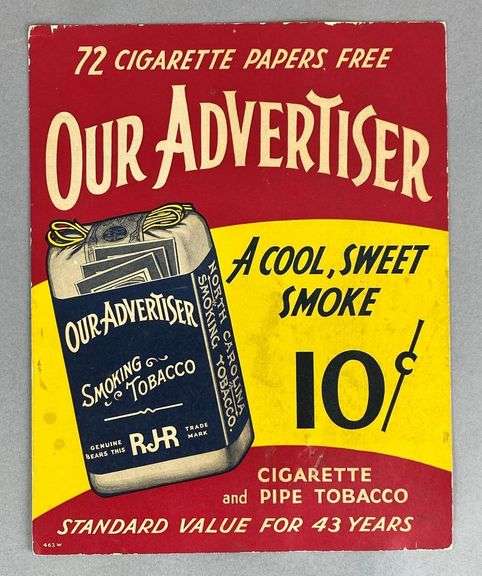 72 CIGARETTE PAPERS FREE
OUR ADVERTISER
A COOL, SWEET
SMOKE
10¢
OUR ADVERTISER
SMOKING
TOBACCO
GENUINE
BEARS THIS
RJR
TRADE
MARK
NORTH CAROLINA
SMOKING TOBACCO.
CIGARETTE
and PIPE TOBACCO
STANDARD VALUE FOR 43 YEARS
462 W